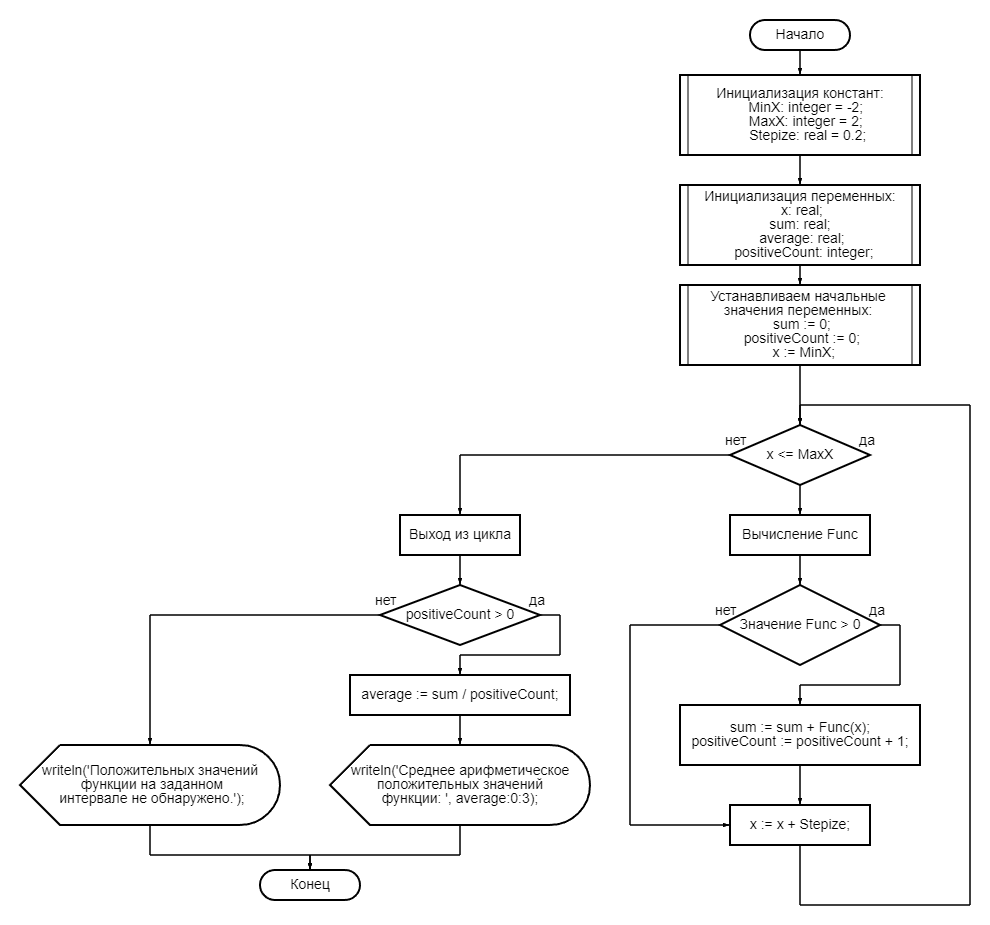 Начало
Инициализация констант:
MinX: integer = -2;
MaxX: integer = 2;
Stepize: real = 0.2;
Инициализация переменных:
x: real;
sum: real;
average: real;
positiveCount: integer;
Устанавливаем начальные
значения переменных:
sum := 0;
positiveCount := 0;
x := MinX;
нет
да
x <= MaxX
Выход из цикла
Вычисление Func
нет
да
positiveCount > 0
нет
да
Значение Func > 0
average := sum / positiveCount;
sum := sum + Func(x);
positiveCount := positiveCount + 1;
writeln('Положительных значений
функции на заданном
интервале не обнаружено.');
writeln('Среднее арифметическое
положительных значений
функции: ', average:0:3);
x := x + Stepize;
Конец